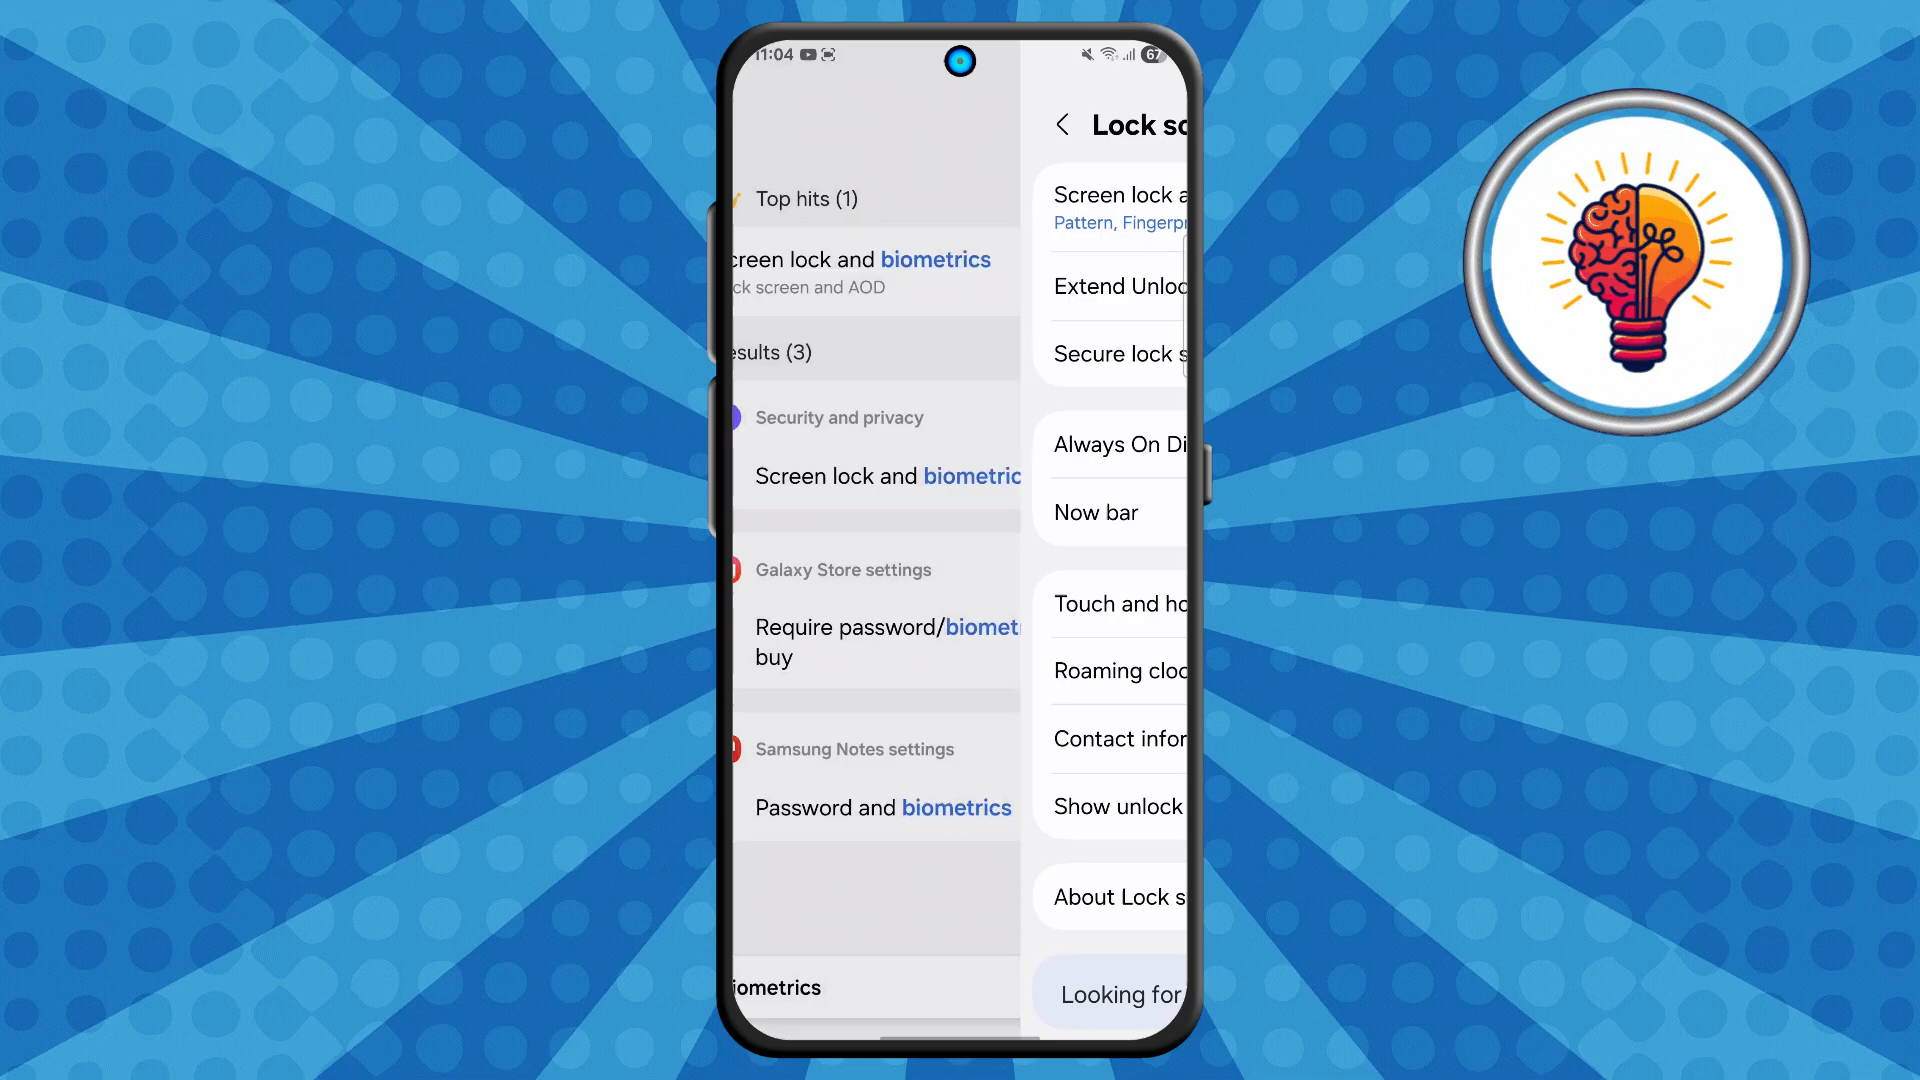 11:04
67
Top hits (1)
creen lock and biometrics
ck screen and AOD
esults (3)
Security and privacy
Screen lock and biometric
Galaxy Store settings
Require password/biomet
buy
Samsung Notes settings
Password and biometrics
iometrics
Lock sc
Screen lock a
Pattern, Fingerpr
Extend Unloc
Secure lock s
Always On Di
Now bar
Touch and ho
Roaming cloc
Contact infor
Show unlock
About Lock s
Looking for